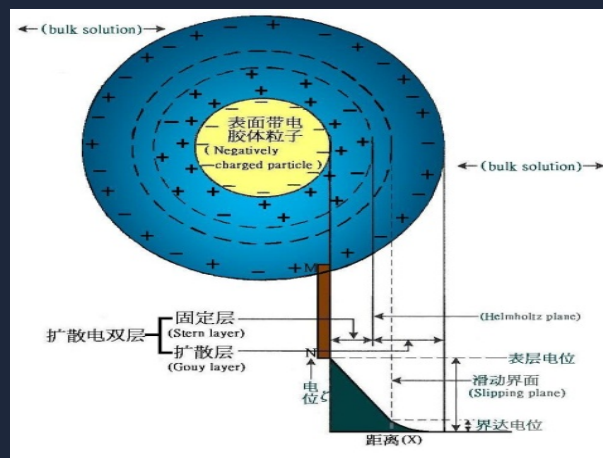 (bulk solution)
表面带电
胶体粒子
( Negatively
charged particle )
(bulk solution)
M
固定层
(Stern layer)
(Helmholtz plane)
扩散电双层
扩散层
(Gouy layer)
N
表层电位
电位 ζ
滑动界面
(Slipping plane)
界达电位
距离(X)